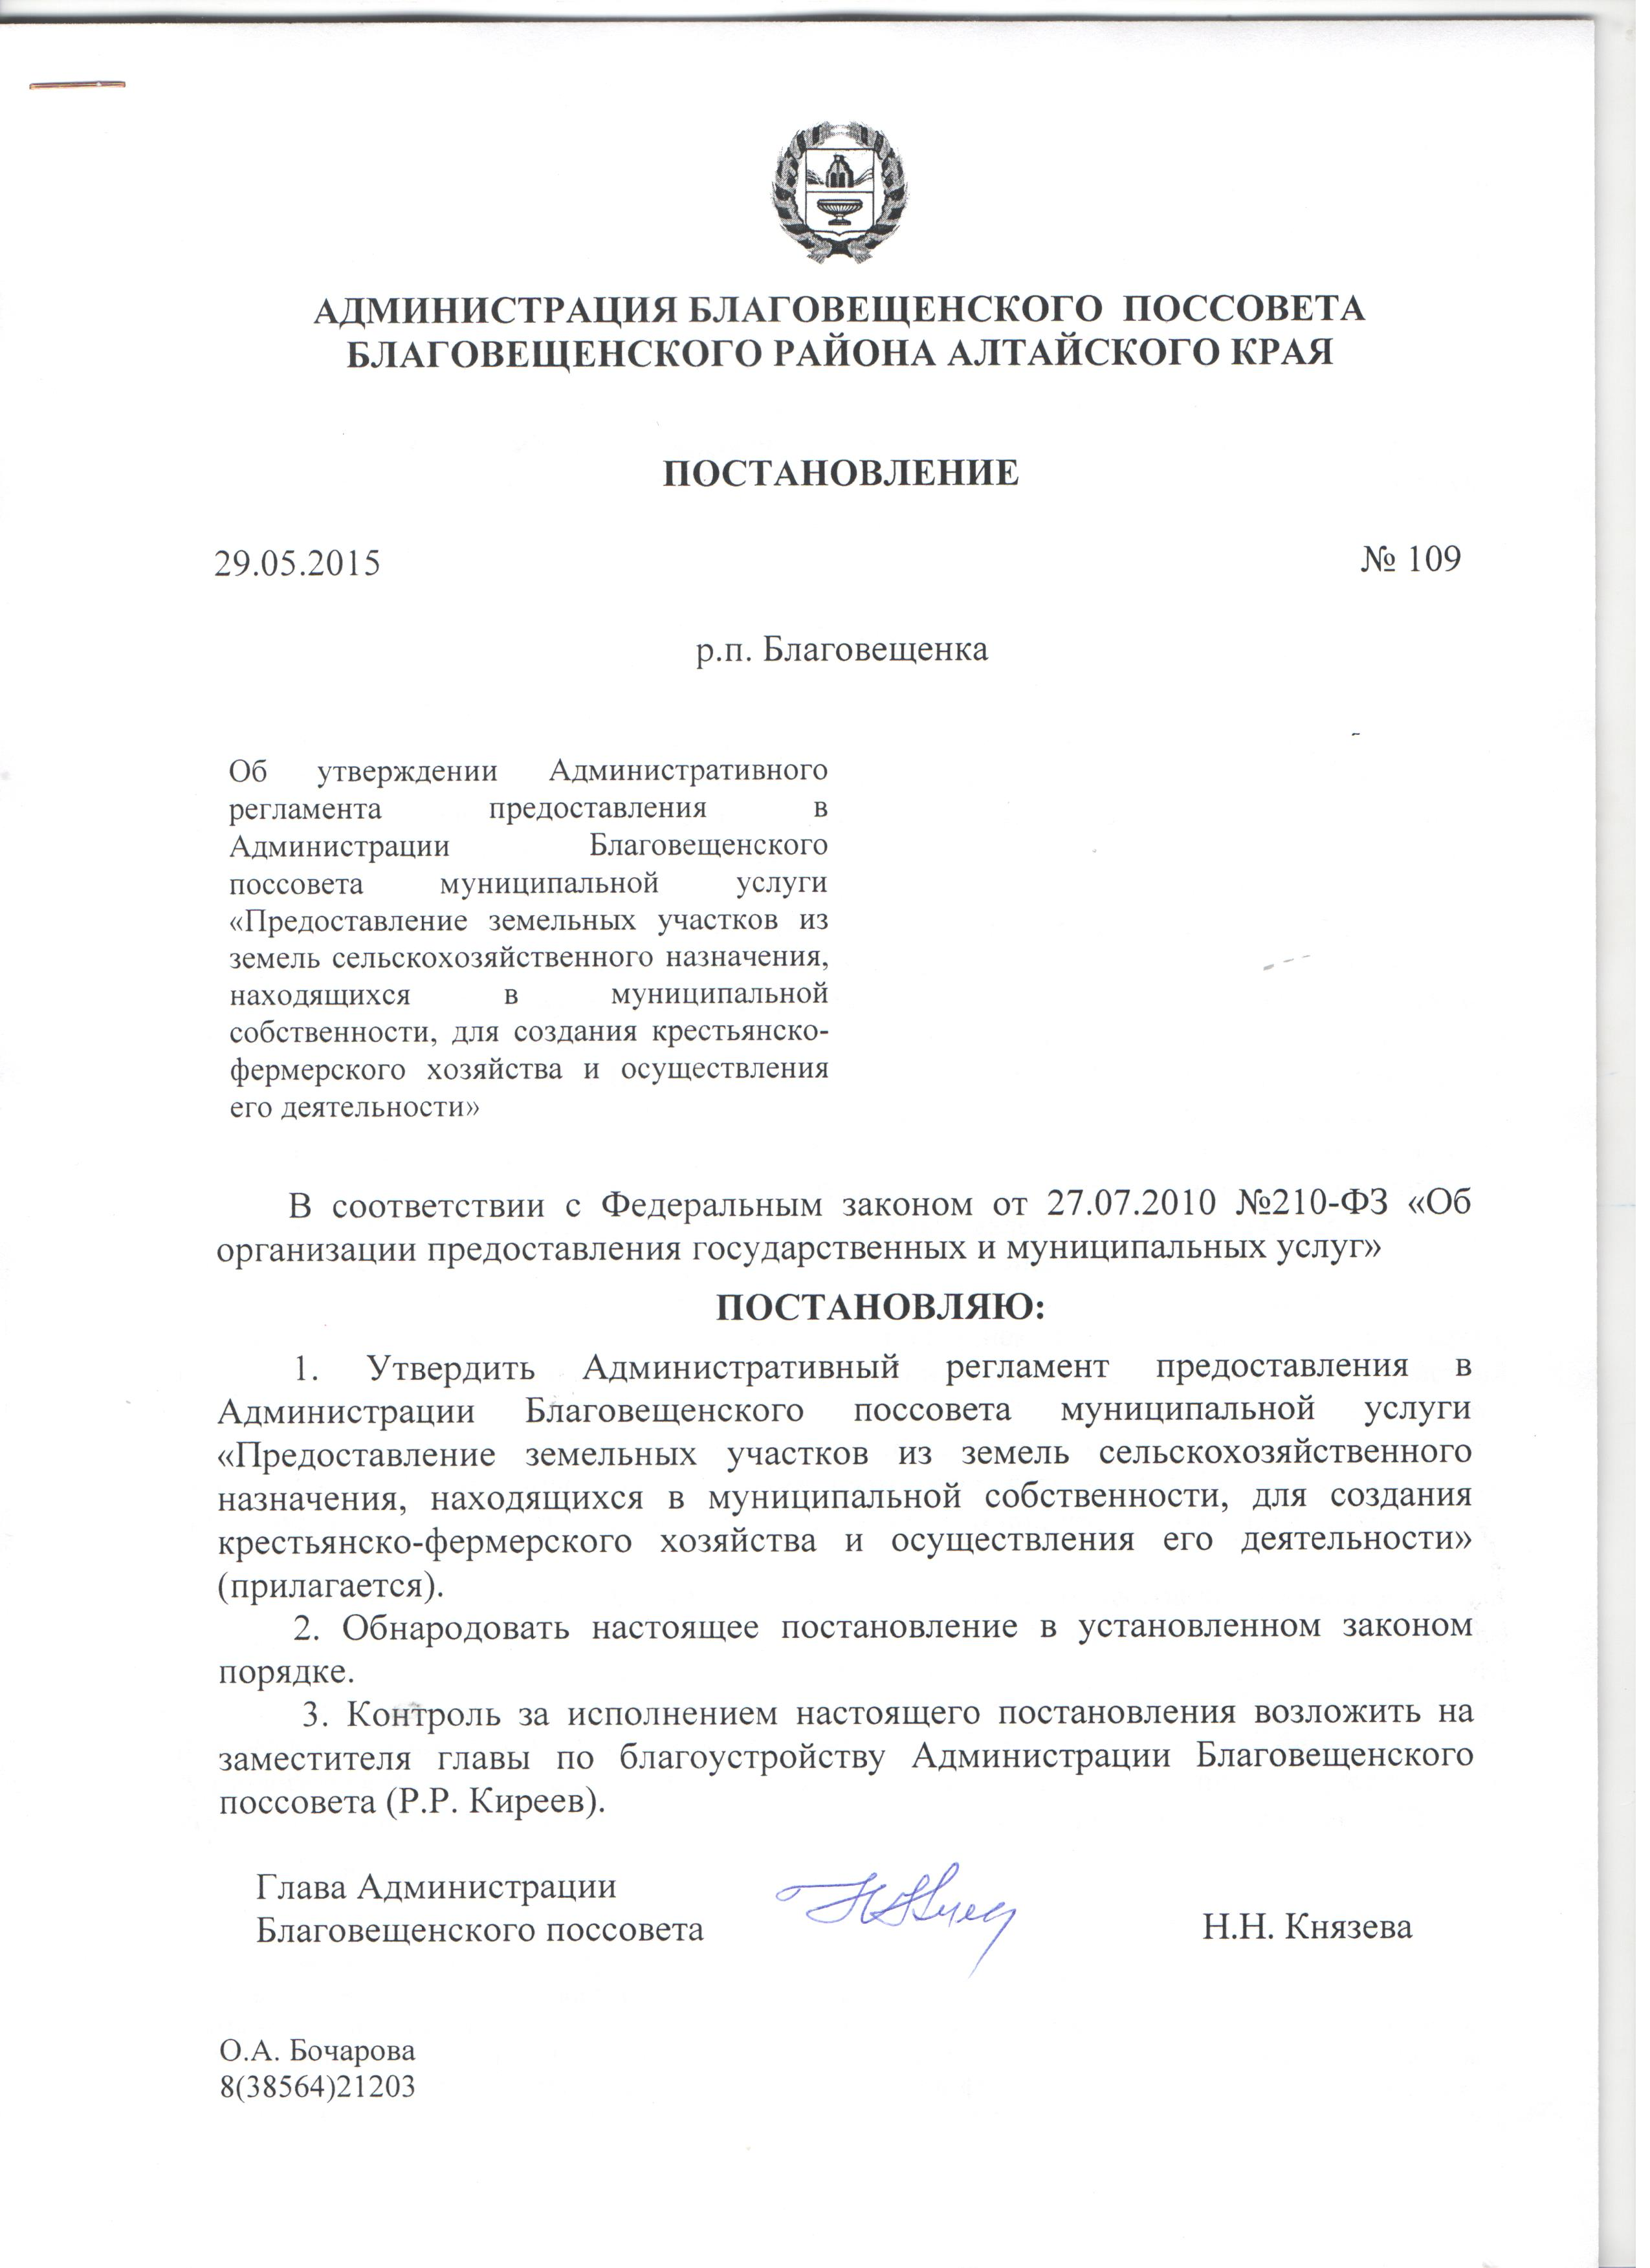 АДМИНИСТРАЦИЯ БЛАГОВЕЩЕНСКОГО ПОССОВЕТА
БЛАГОВЕЩЕНСКОГО РАЙОНА АЛТАЙСКОГО КРАЯ
ПОСТАНОВЛЕНИЕ
29.05.2015 № 109
р.п. Благовещенка
Об утверждении Административного
регламента предоставления в
Администрации Благовещенского
поссовета муниципальной услуги
«Предоставление земельных участков из
земель сельскохозяйственного назначения,
находящихся в муниципальной
собственности, для создания крестьянско-
фермерского хозяйства и осуществления
его деятельности»
В соответствии с Федеральным законом от 27.07.2010 №210-ФЗ «Об
организации предоставления государственных и муниципальных услуг»
ПОСТАНОВЛЯЮ:
1. Утвердить Административный регламент предоставления в
Администрации Благовещенского поссовета муниципальной услуги
«Предоставление земельных участков из земель сельскохозяйственного
назначения, находящихся в муниципальной собственности, для создания
крестьянско-фермерского хозяйства и осуществления его деятельности»
(прилагается).
2. Обнародовать настоящее постановление в установленном законом
порядке.
3. Контроль за исполнением настоящего постановления возложить на
заместителя главы по благоустройству Администрации Благовещенского
поссовета (Р.Р. Киреев).
Глава Администрации
Благовещенского поссовета Н.Н. Князева
О.А. Бочарова
8(38564)21203